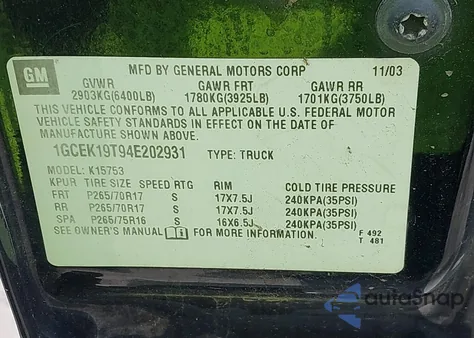 GM
MFD BY GENERAL MOTORS CORP 11/03
GVWR GAWR FRT GAWR RR
2903KG(6400LB) 1780KG(3925LB) 1701KG(3750LB)
THIS VEHICLE CONFORMS TO ALL APPLICABLE U.S. FEDERAL MOTOR
VEHICLE SAFETY STANDARDS IN EFFECT ON THE DATE OF
MANUFACTURE SHOWN ABOVE.
1GCEK19T94E202931 TYPE: TRUCK
MODEL: K15753
KPUR TIRE SIZE SPEED RTG RIM COLD TIRE PRESSURE
FRT P265/70R17 S 17X7.5J 240KPA(35PSI)
RR P265/70R17 S 17X7.5J 240KPA(35PSI)
SPA P265/75R16 S 16X6.5J 240KPA(35PSI)
SEE OWNER'S MANUAL FOR MORE INFORMATION.
F 492
T 481
autoSnap